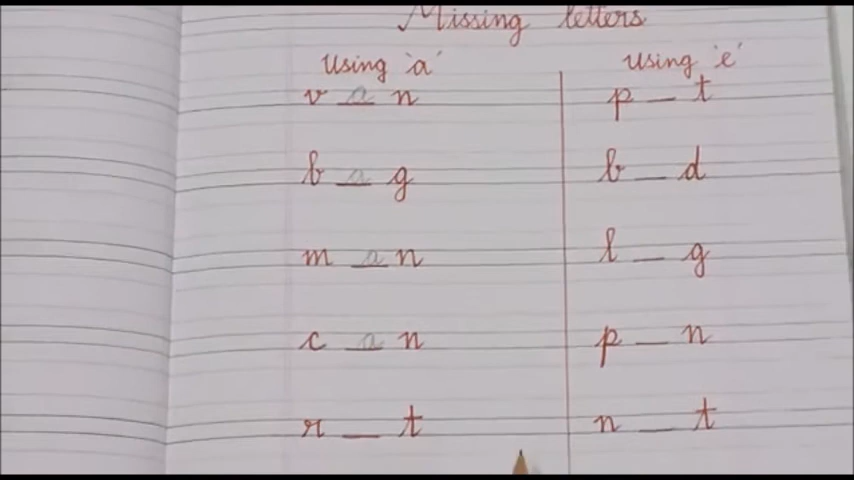 Missing letters
Using 'a' Using 'e'
v a n p _ t
b a g b _ d
m a n l _ g
c a n p _ n
r _ t n _ t